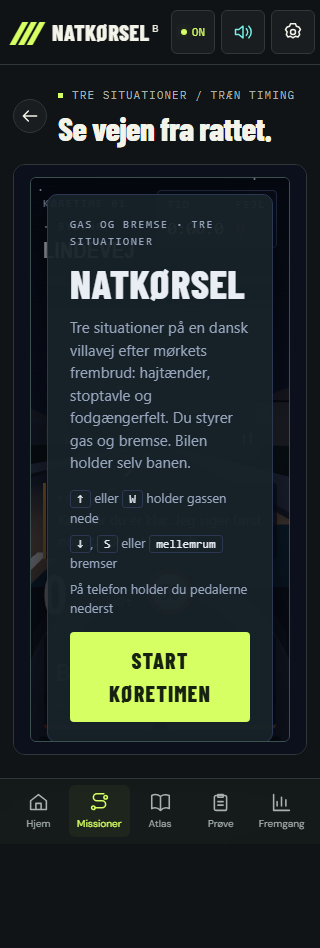 NATKØRSEL B
ON
TRE SITUATIONER / TRÆN TIMING
Se vejen fra rattet.
LINDEVEJ
GAS OG BREMSE · TRE
SITUATIONER
NATKØRSEL
Tre situationer på en dansk
villavej efter mørkets
frembrud: hajtænder,
stoptavle og
fodgængerfelt. Du styrer
gas og bremse. Bilen
holder selv banen.
↑ eller W holder gassen
nede
↓, S eller mellemrum
bremser
På telefon holder du pedalerne
nederst
START
KØRETIMEN
Hjem
Missioner
Atlas
Prøve
Fremgang